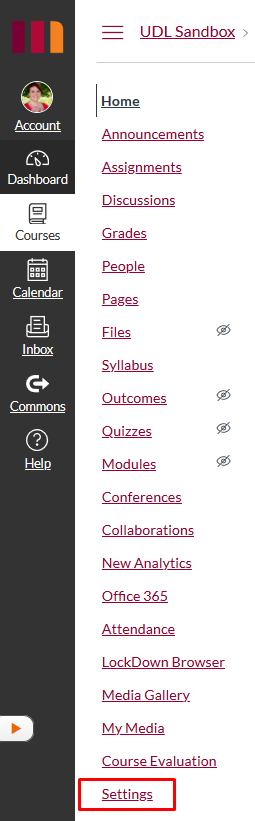 Account
Dashboard
Courses
Calendar
Inbox
Commons
Help
UDL Sandbox
Home
Announcements
Assignments
Discussions
Grades
People
Pages
Files
Syllabus
Outcomes
Quizzes
Modules
Conferences
Collaborations
New Analytics
Office 365
Attendance
LockDown Browser
Media Gallery
My Media
Course Evaluation
Settings